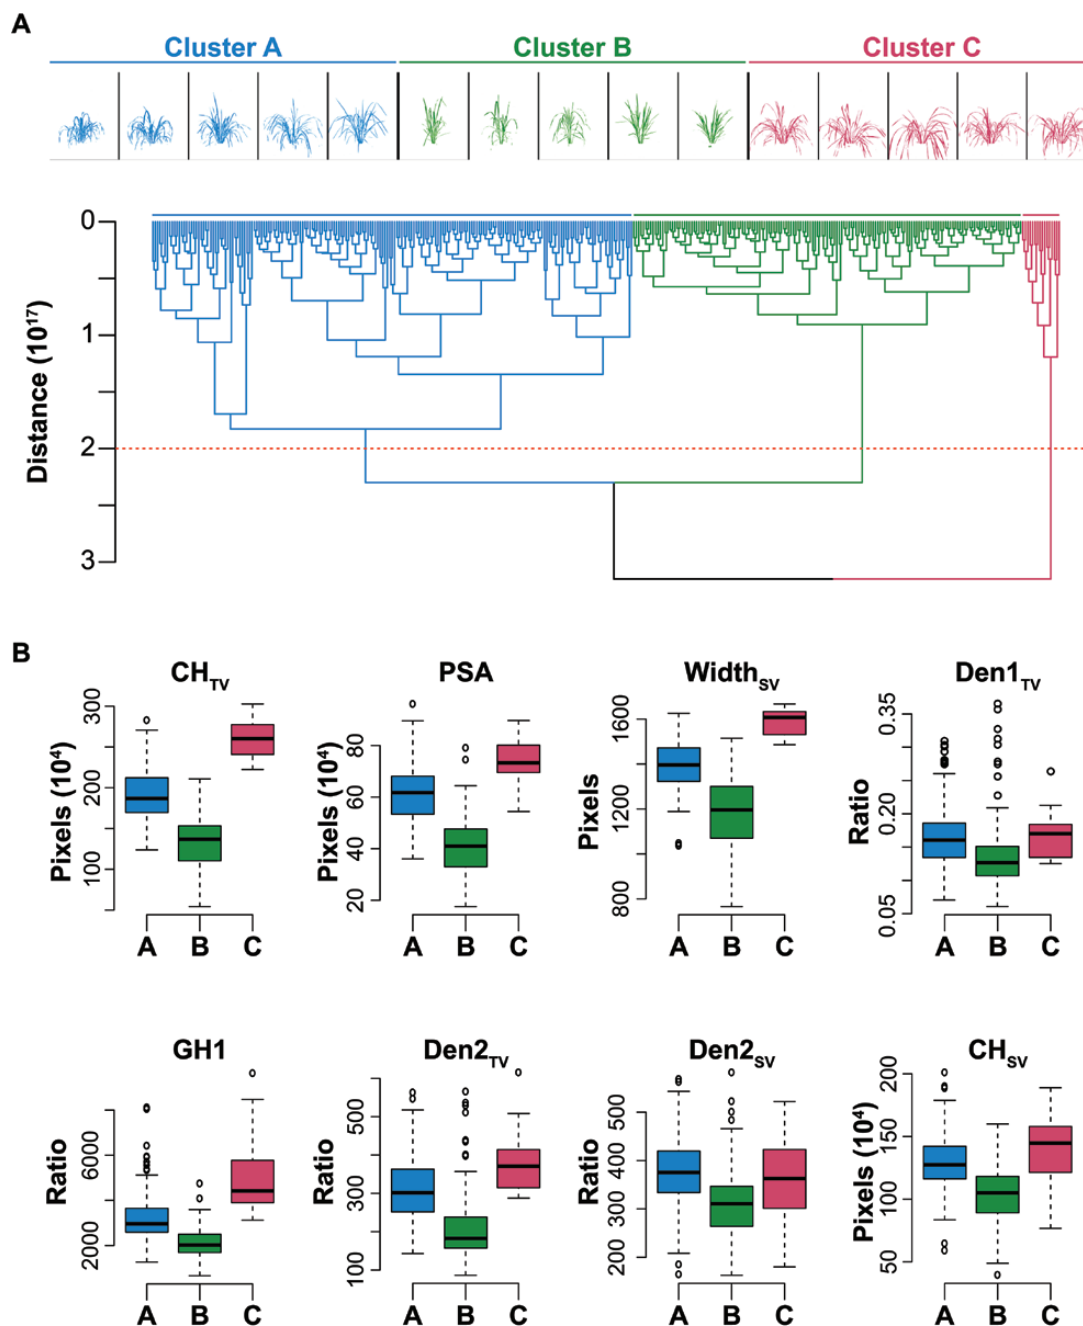 A
Cluster A Cluster B Cluster C
0
1
2
3
Distance (10¹⁷)
B
CH_TV PSA Width_SV Den1_TV
Pixels (10⁴)
300
200
100
A B C
Pixels (10⁴)
80
60
40
20
A B C
Pixels
1600
1200
800
A B C
Ratio
0.35
0.20
0.05
A B C
GH1 Den2_TV Den2_SV CH_SV
Ratio
6000
2000
A B C
Ratio
500
300
100
A B C
Ratio
500
400
300
200
A B C
Pixels (10⁴)
200
150
100
50
A B C